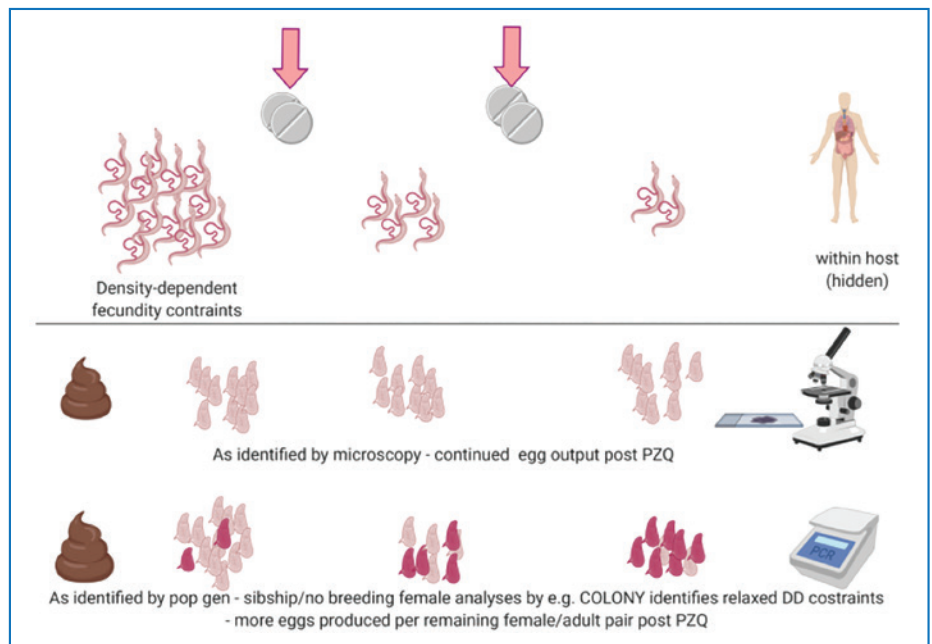 Density-dependent
fecundity contraints
within host
(hidden)
As identified by microscopy - continued egg output post PZQ
PCR
As identified by pop gen - sibship/no breeding female analyses by e.g. COLONY identifies relaxed DD costraints
- more eggs produced per remaining female/adult pair post PZQ